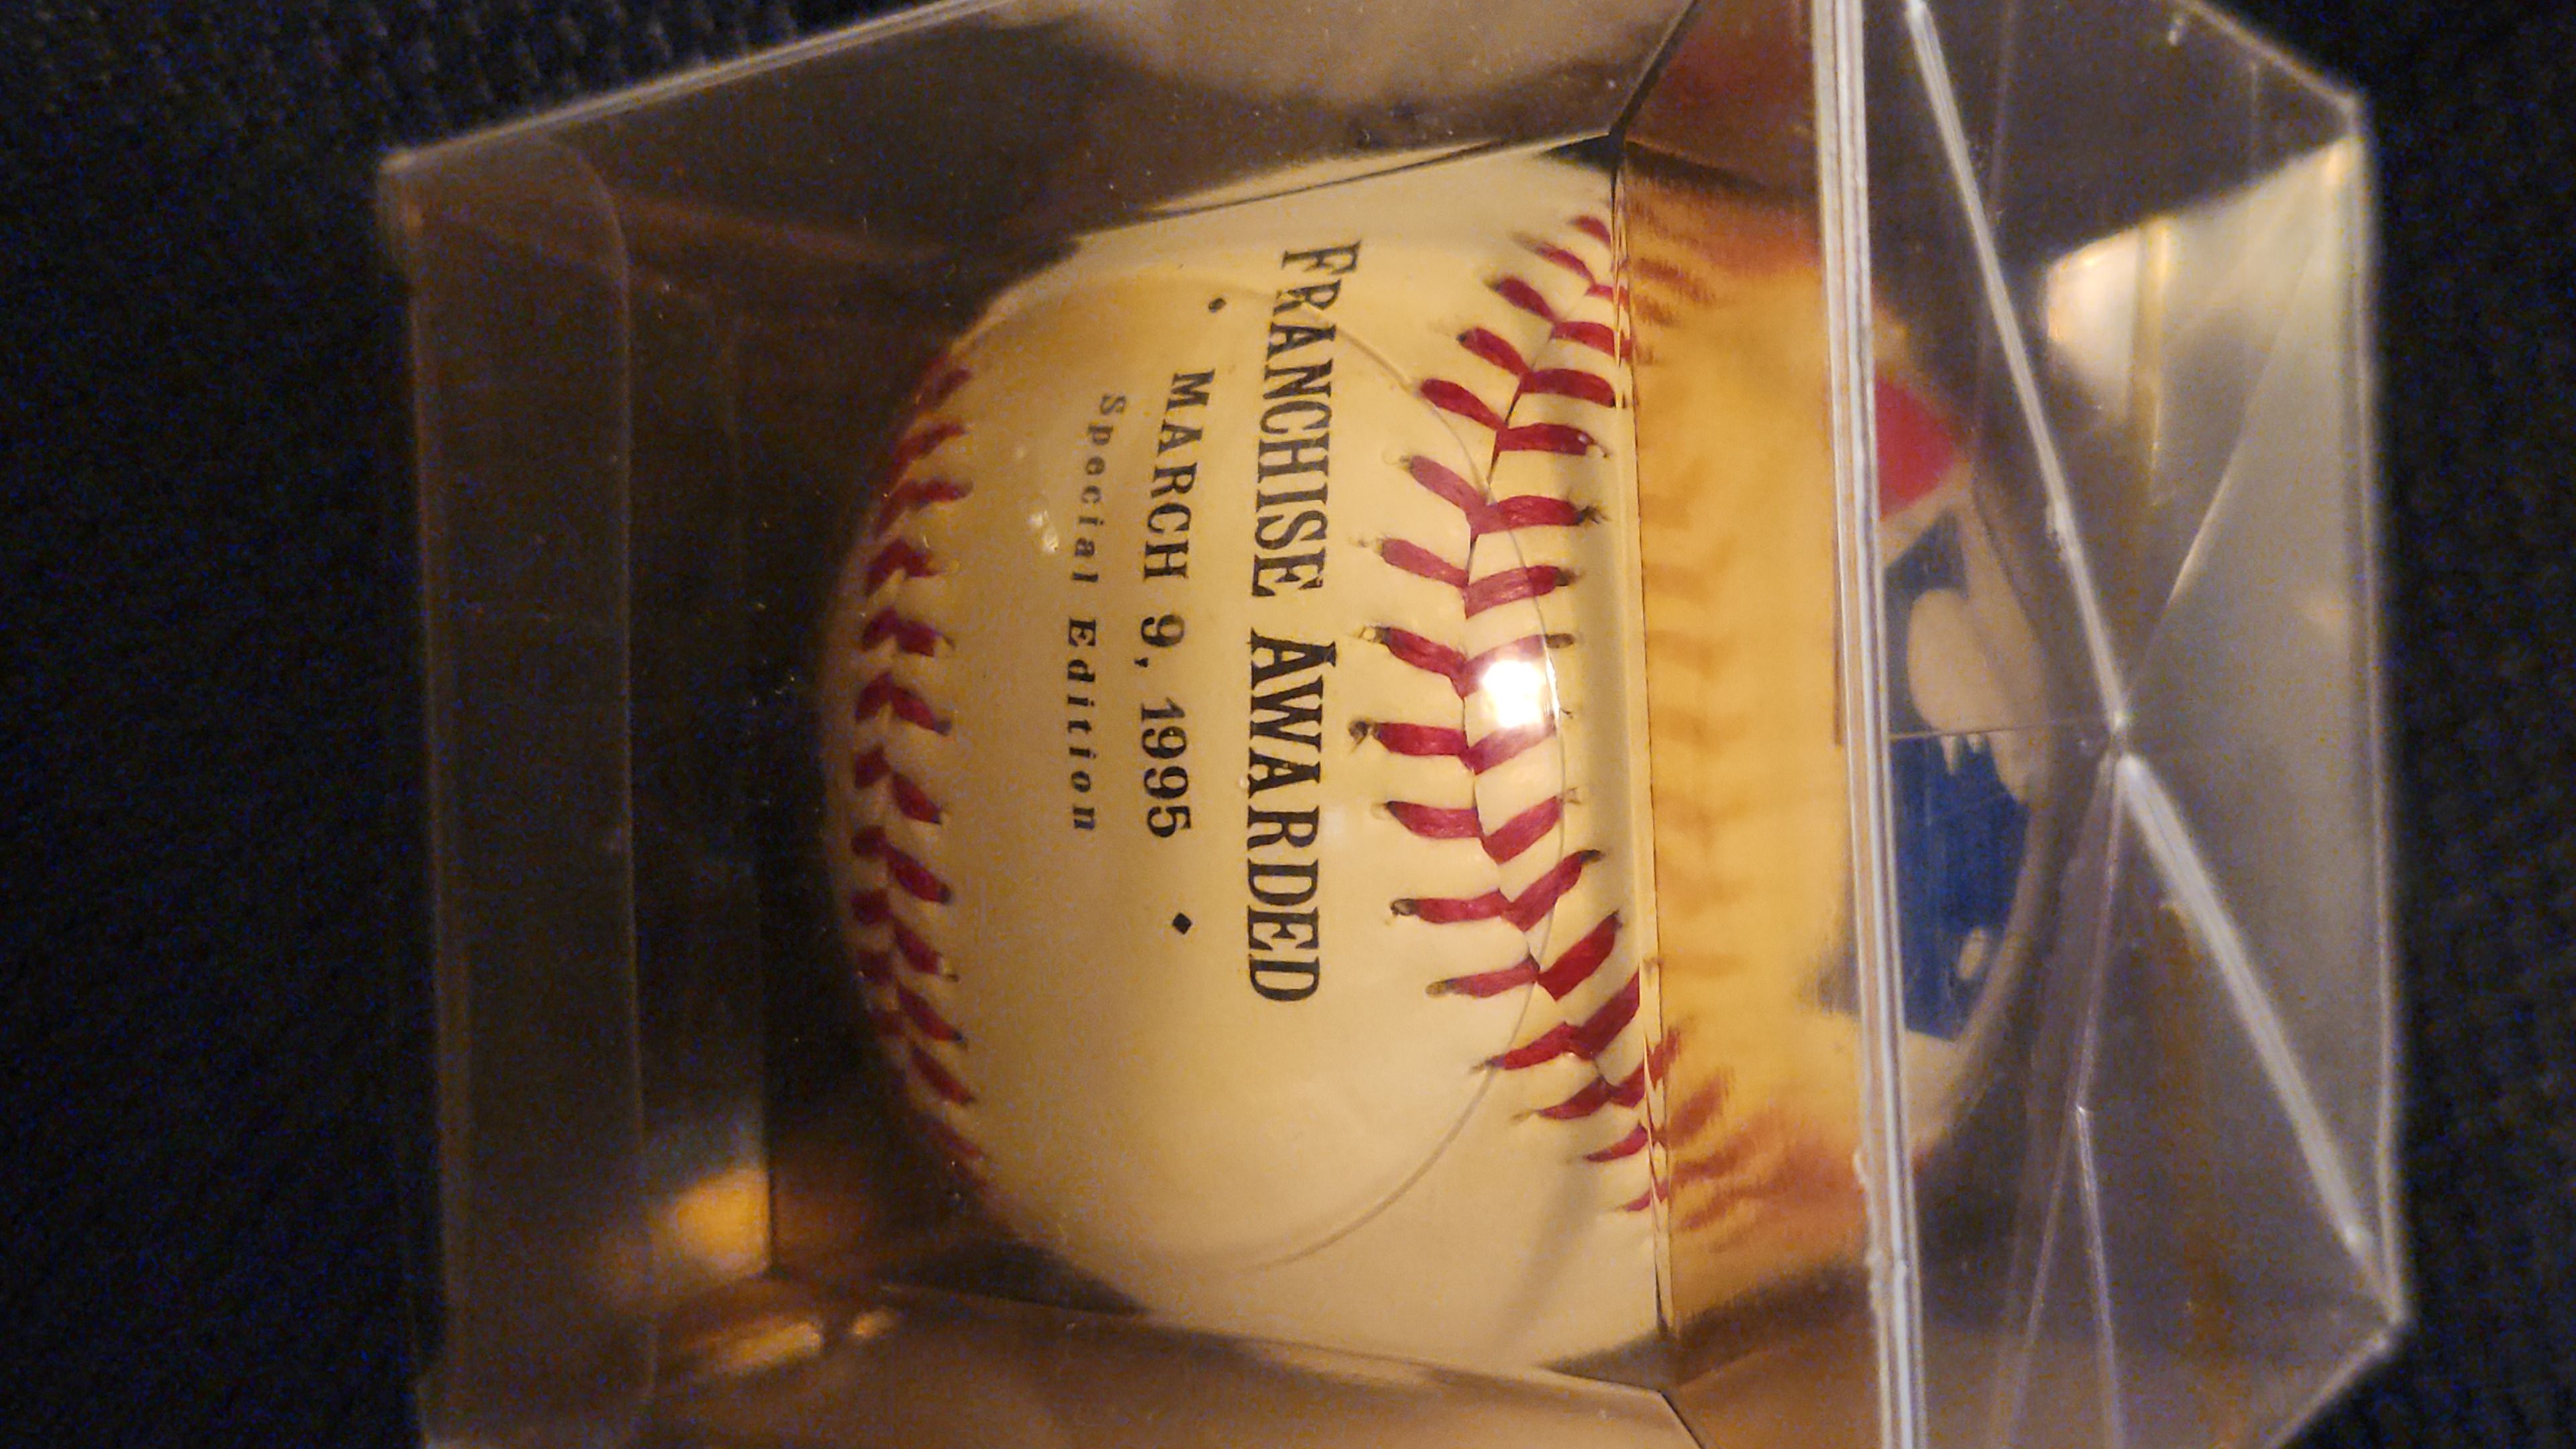 FRANCHISE AWARDED
• MARCH 9, 1995 •
Special Edition